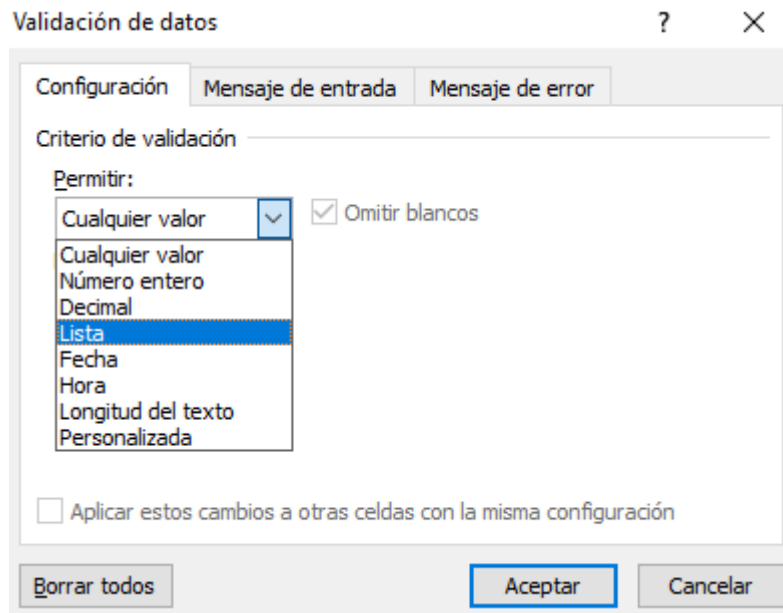 Validación de datos ?
Configuración Mensaje de entrada Mensaje de error
Criterio de validación
Permitir:
Cualquier valor Omitir blancos
Cualquier valor
Número entero
Decimal
Lista
Fecha
Hora
Longitud del texto
Personalizada
Aplicar estos cambios a otras celdas con la misma configuración
Borrar todos Aceptar Cancelar